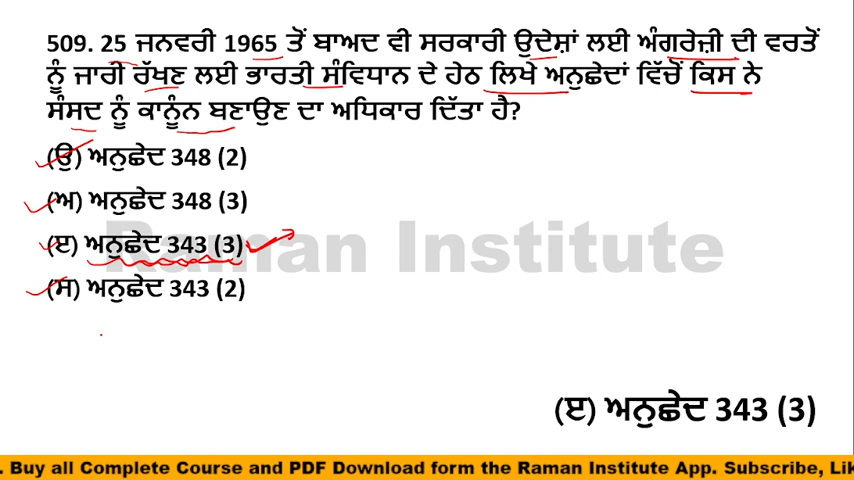 509. 25 ਜਨਵਰੀ 1965 ਤੋਂ ਬਾਅਦ ਵੀ ਸਰਕਾਰੀ ਉਦੇਸ਼ਾਂ ਲਈ ਅੰਗਰੇਜ਼ੀ ਦੀ ਵਰਤੋਂ
ਨੂੰ ਜਾਰੀ ਰੱਖਣ ਲਈ ਭਾਰਤੀ ਸੰਵਿਧਾਨ ਦੇ ਹੇਠ ਲਿਖੇ ਅਨੁਛੇਦਾਂ ਵਿੱਚੋਂ ਕਿਸ ਨੇ
ਸੰਸਦ ਨੂੰ ਕਾਨੂੰਨ ਬਣਾਉਣ ਦਾ ਅਧਿਕਾਰ ਦਿੱਤਾ ਹੈ?
(ੳ) ਅਨੁਛੇਦ 348 (2)
(ਅ) ਅਨੁਛੇਦ 348 (3)
(ੲ) ਅਨੁਛੇਦ 343 (3)
Raman Institute
(ਸ) ਅਨੁਛੇਦ 343 (2)
(ੲ) ਅਨੁਛੇਦ 343 (3)
. Buy all Complete Course and PDF Download form the Raman Institute App. Subscribe, Lik